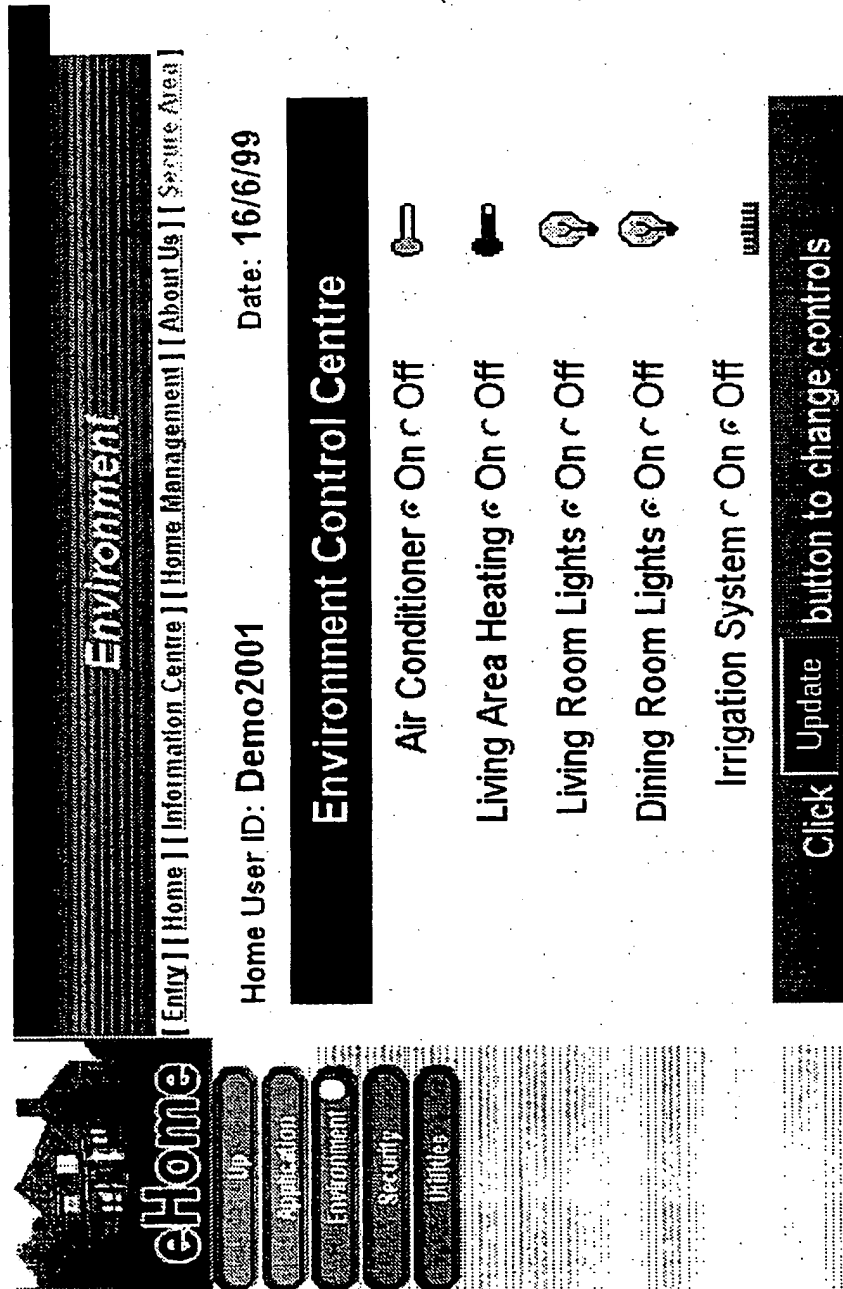 Environment
[ Entry ] [ Home ] [ Information Centre ] [ Home Management ] [ About Us ] [ Secure Area ]
eHome
Up
Application
Environment
Security
Utilities
Home User ID: Demo2001 Date: 16/6/99
Environment Control Centre
Air Conditioner On Off
Living Area Heating On Off
Living Room Lights On Off
Dining Room Lights On Off
Irrigation System On Off
Click Update button to change controls